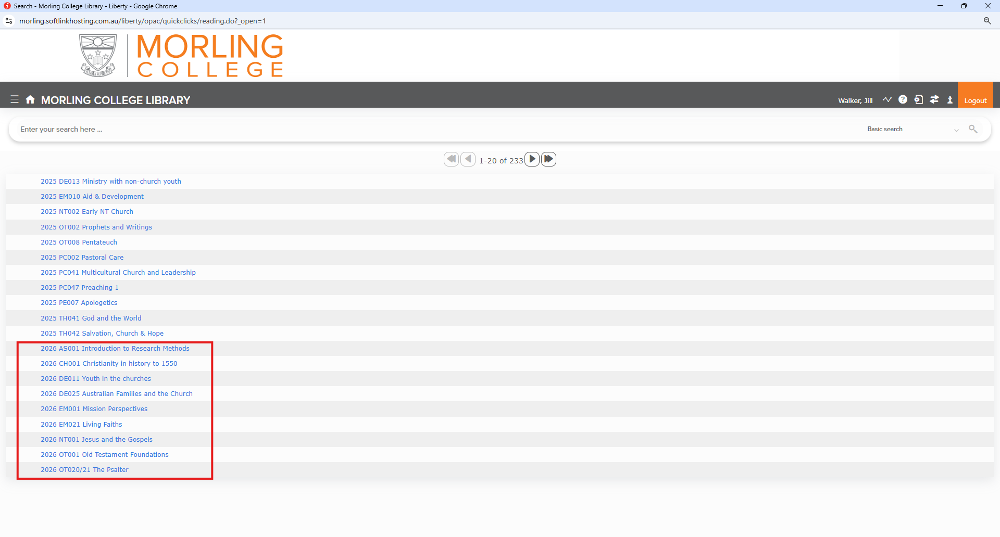 Search - Morling College Library - Liberty - Google Chrome
morling.softlinkhosting.com.au/liberty/opac/quickclicks/reading.do?_open=1
MORLING
COLLEGE
SUMMA SUPREMO
MORLING COLLEGE LIBRARY
Walker, Jill
Logout
Enter your search here ...
Basic search
1-20 of 233
2025 DE013 Ministry with non-church youth
2025 EM010 Aid & Development
2025 NT002 Early NT Church
2025 OT002 Prophets and Writings
2025 OT008 Pentateuch
2025 PC002 Pastoral Care
2025 PC041 Multicultural Church and Leadership
2025 PC047 Preaching 1
2025 PE007 Apologetics
2025 TH041 God and the World
2025 TH042 Salvation, Church & Hope
2026 AS001 Introduction to Research Methods
2026 CH001 Christianity in history to 1550
2026 DE011 Youth in the churches
2026 DE025 Australian Families and the Church
2026 EM001 Mission Perspectives
2026 EM021 Living Faiths
2026 NT001 Jesus and the Gospels
2026 OT001 Old Testament Foundations
2026 OT020/21 The Psalter